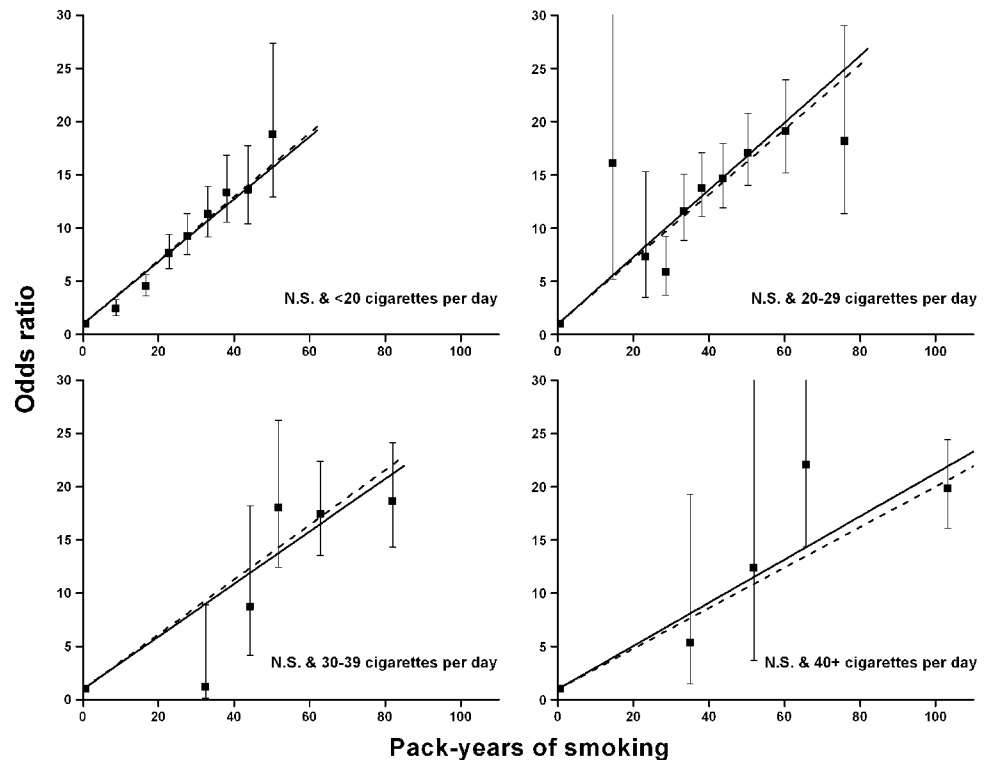 30
25
20
15
10
5
0
0 20 40 60 80 100
N.S. & <20 cigarettes per day
30
25
20
15
10
5
0
0 20 40 60 80 100
N.S. & 20-29 cigarettes per day
Odds ratio
30
25
20
15
10
5
0
0 20 40 60 80 100
N.S. & 30-39 cigarettes per day
30
25
20
15
10
5
0
0 20 40 60 80 100
N.S. & 40+ cigarettes per day
Pack-years of smoking